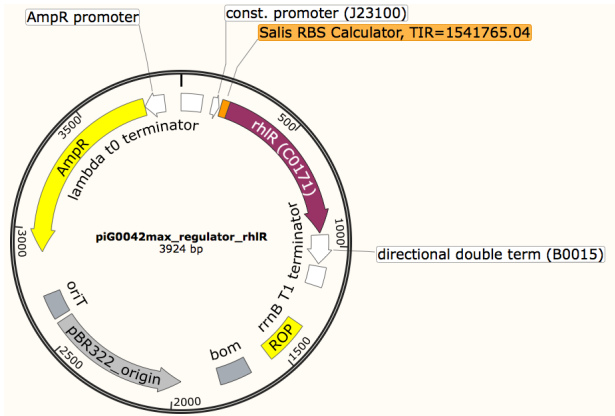 AmpR promoter
const. promoter (J23100)
Salis RBS Calculator, TIR=1541765.04
lambda t0 terminator
rhlR (C0171)
AmpR
500
3500
piG0042max_regulator_rhlR
3924 bp
1000
3000
directional double term (B0015)
rrnB T1 terminator
oriT
ROP
pBR322_origin
bom
1500
2500
2000